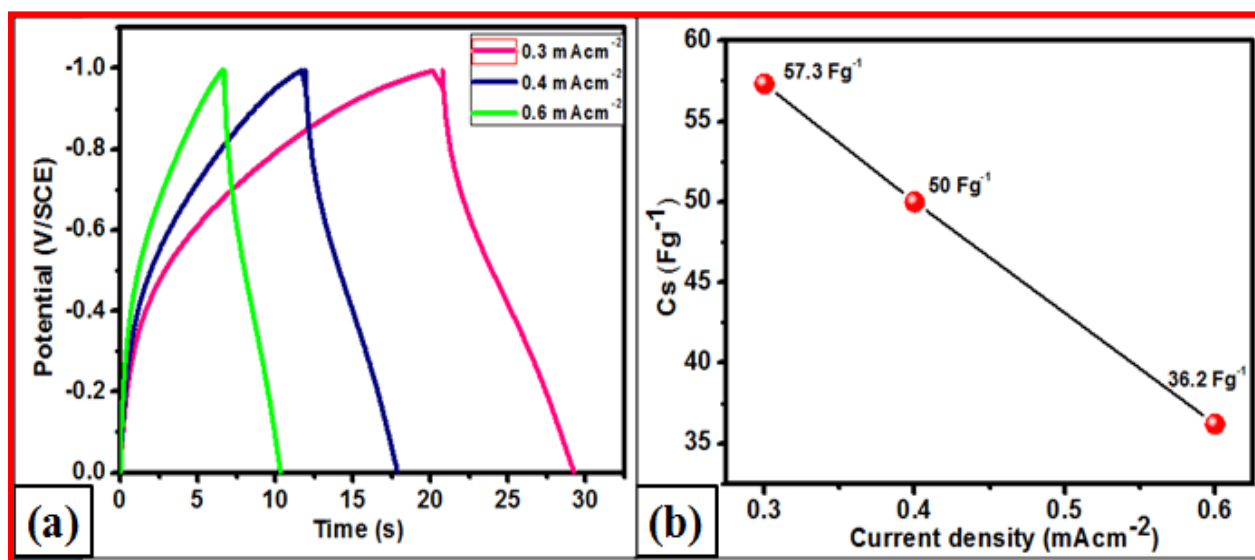 0.3 mAcm⁻²
0.4 mAcm⁻²
0.6 mAcm⁻²
-1.0
-0.8
-0.6
-0.4
-0.2
0.0
Potential (V/SCE)
0 5 10 15 20 25 30
Time (s)
(a)
60
55
50
45
40
35
Cs (Fg⁻¹)
57.3 Fg⁻¹
50 Fg⁻¹
36.2 Fg⁻¹
0.3 0.4 0.5 0.6
Current density (mAcm⁻²)
(b)